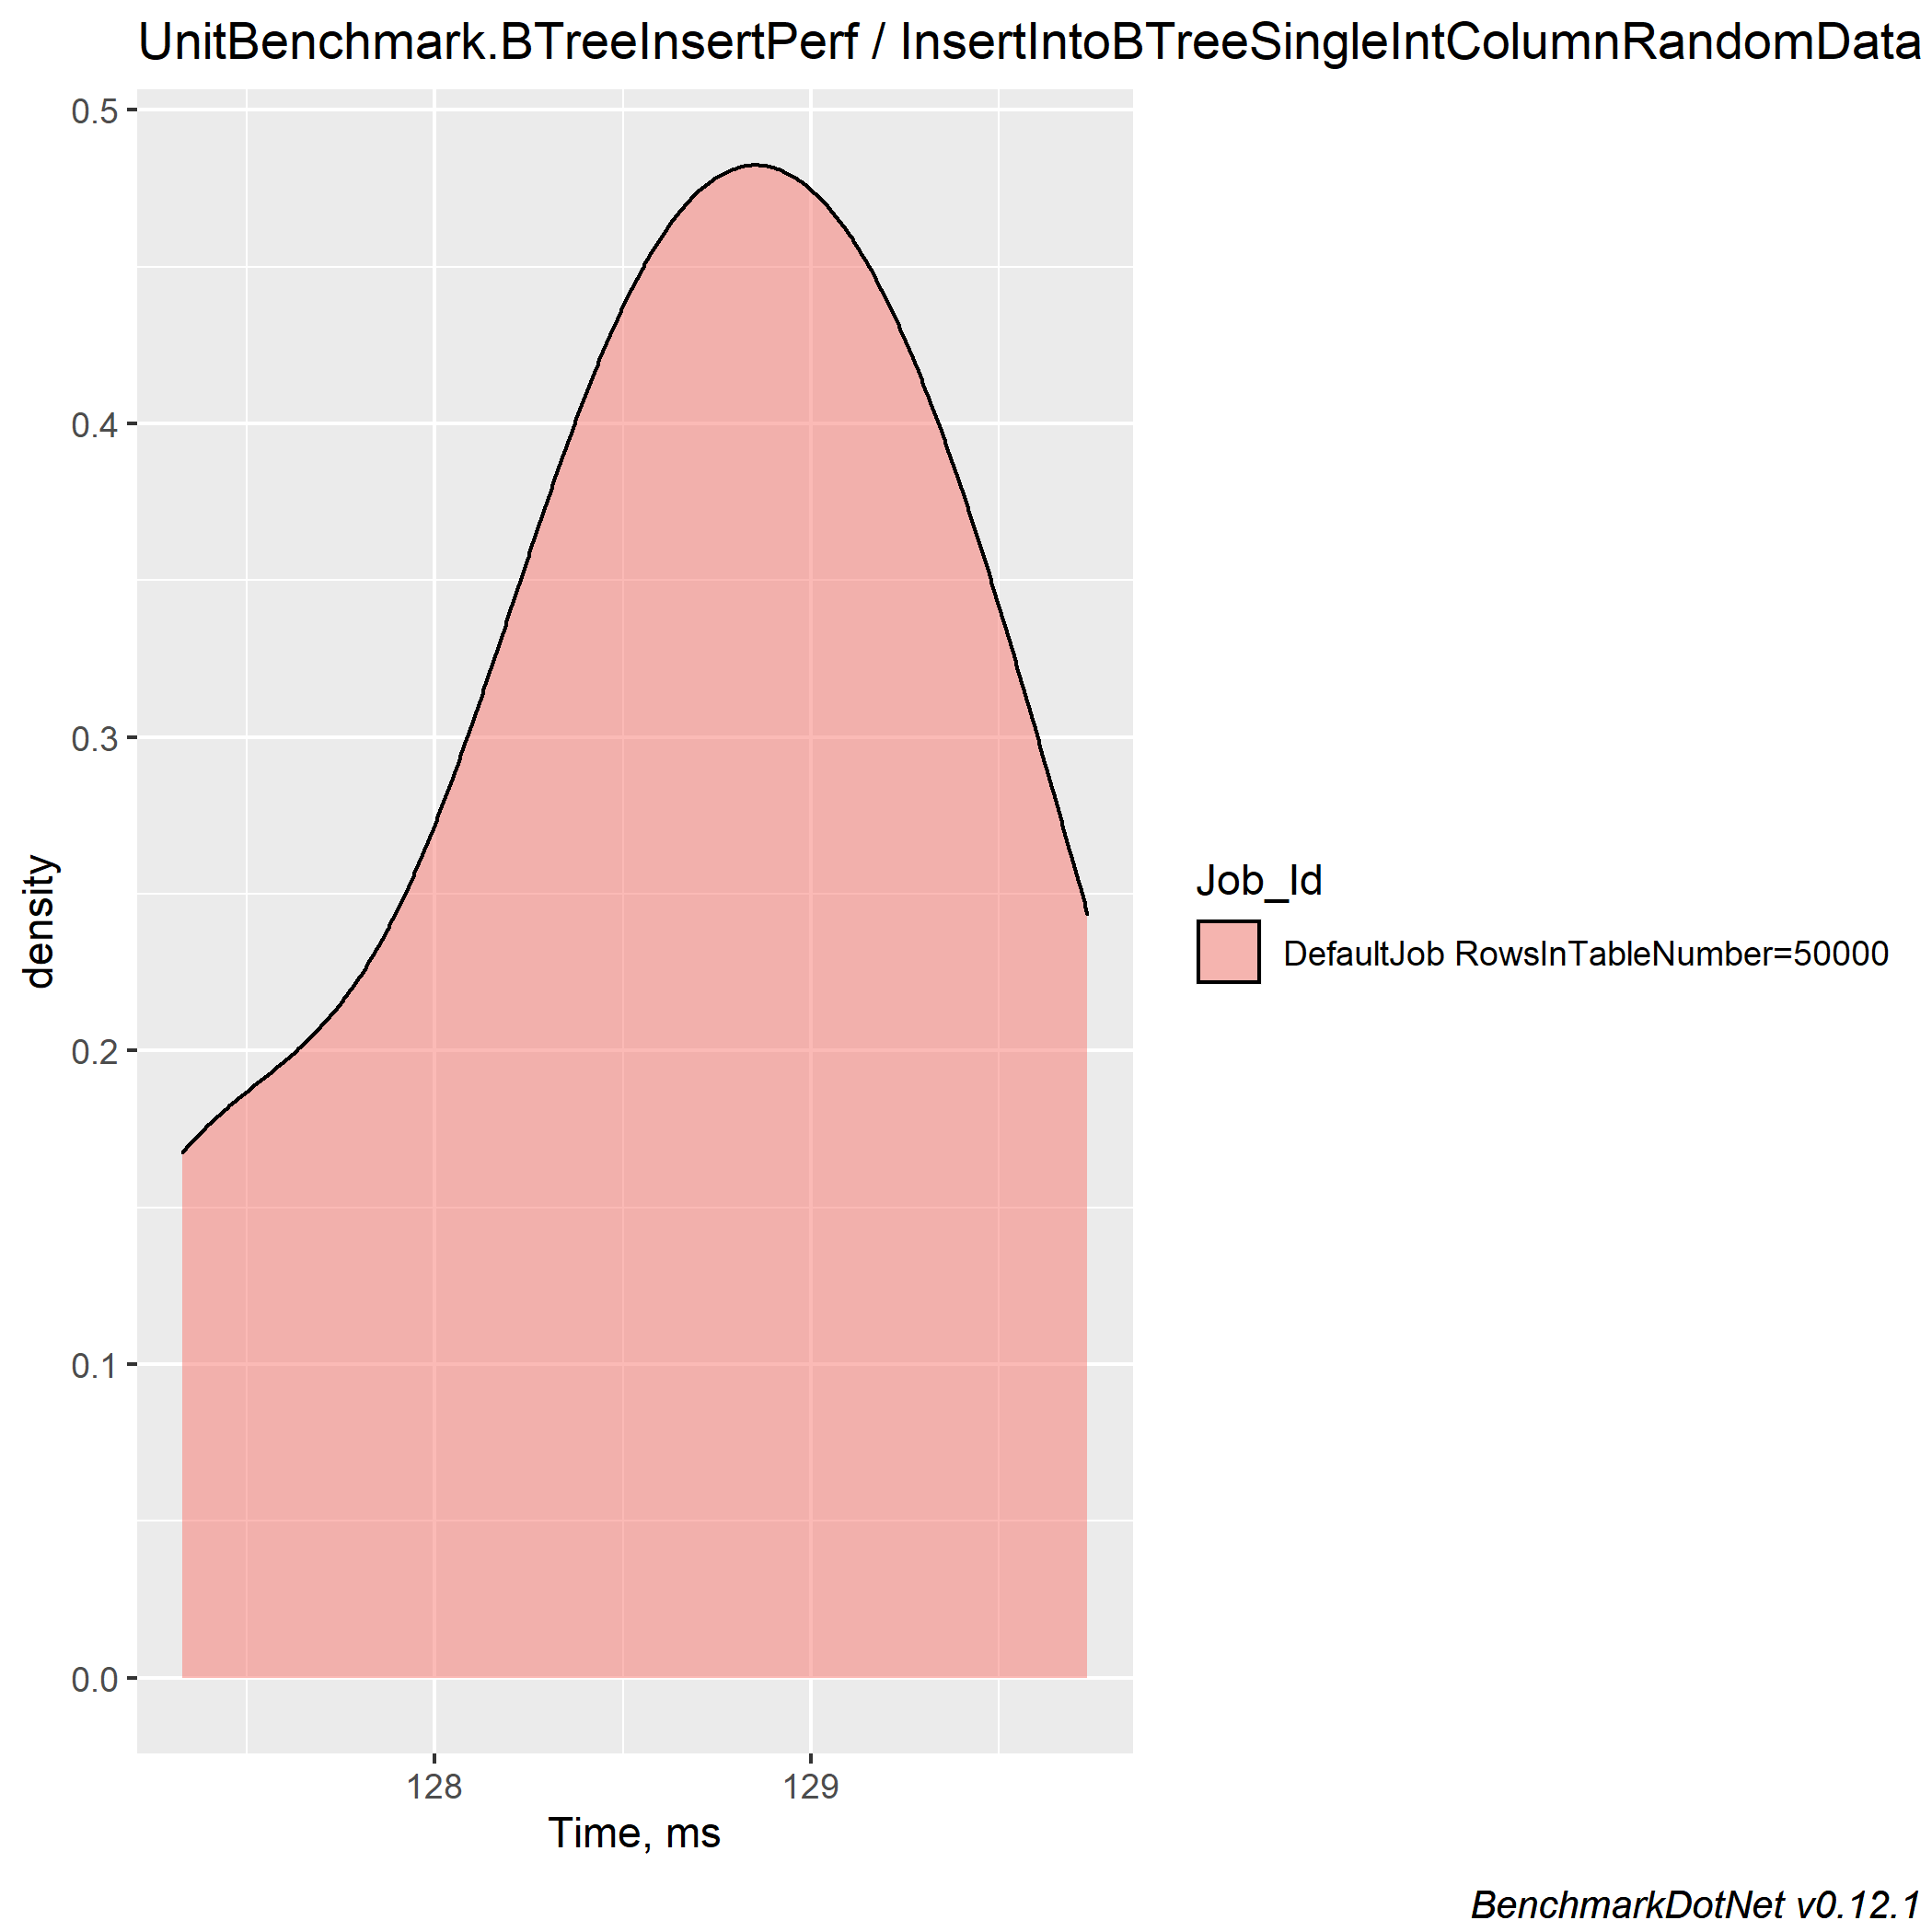 UnitBenchmark.BTreeInsertPerf / InsertIntoBTreeSingleIntColumnRandomData
0.5
0.4
0.3
0.2
0.1
0.0
density
128 129
Time, ms
Job_Id
DefaultJob RowsInTableNumber=50000
BenchmarkDotNet v0.12.1